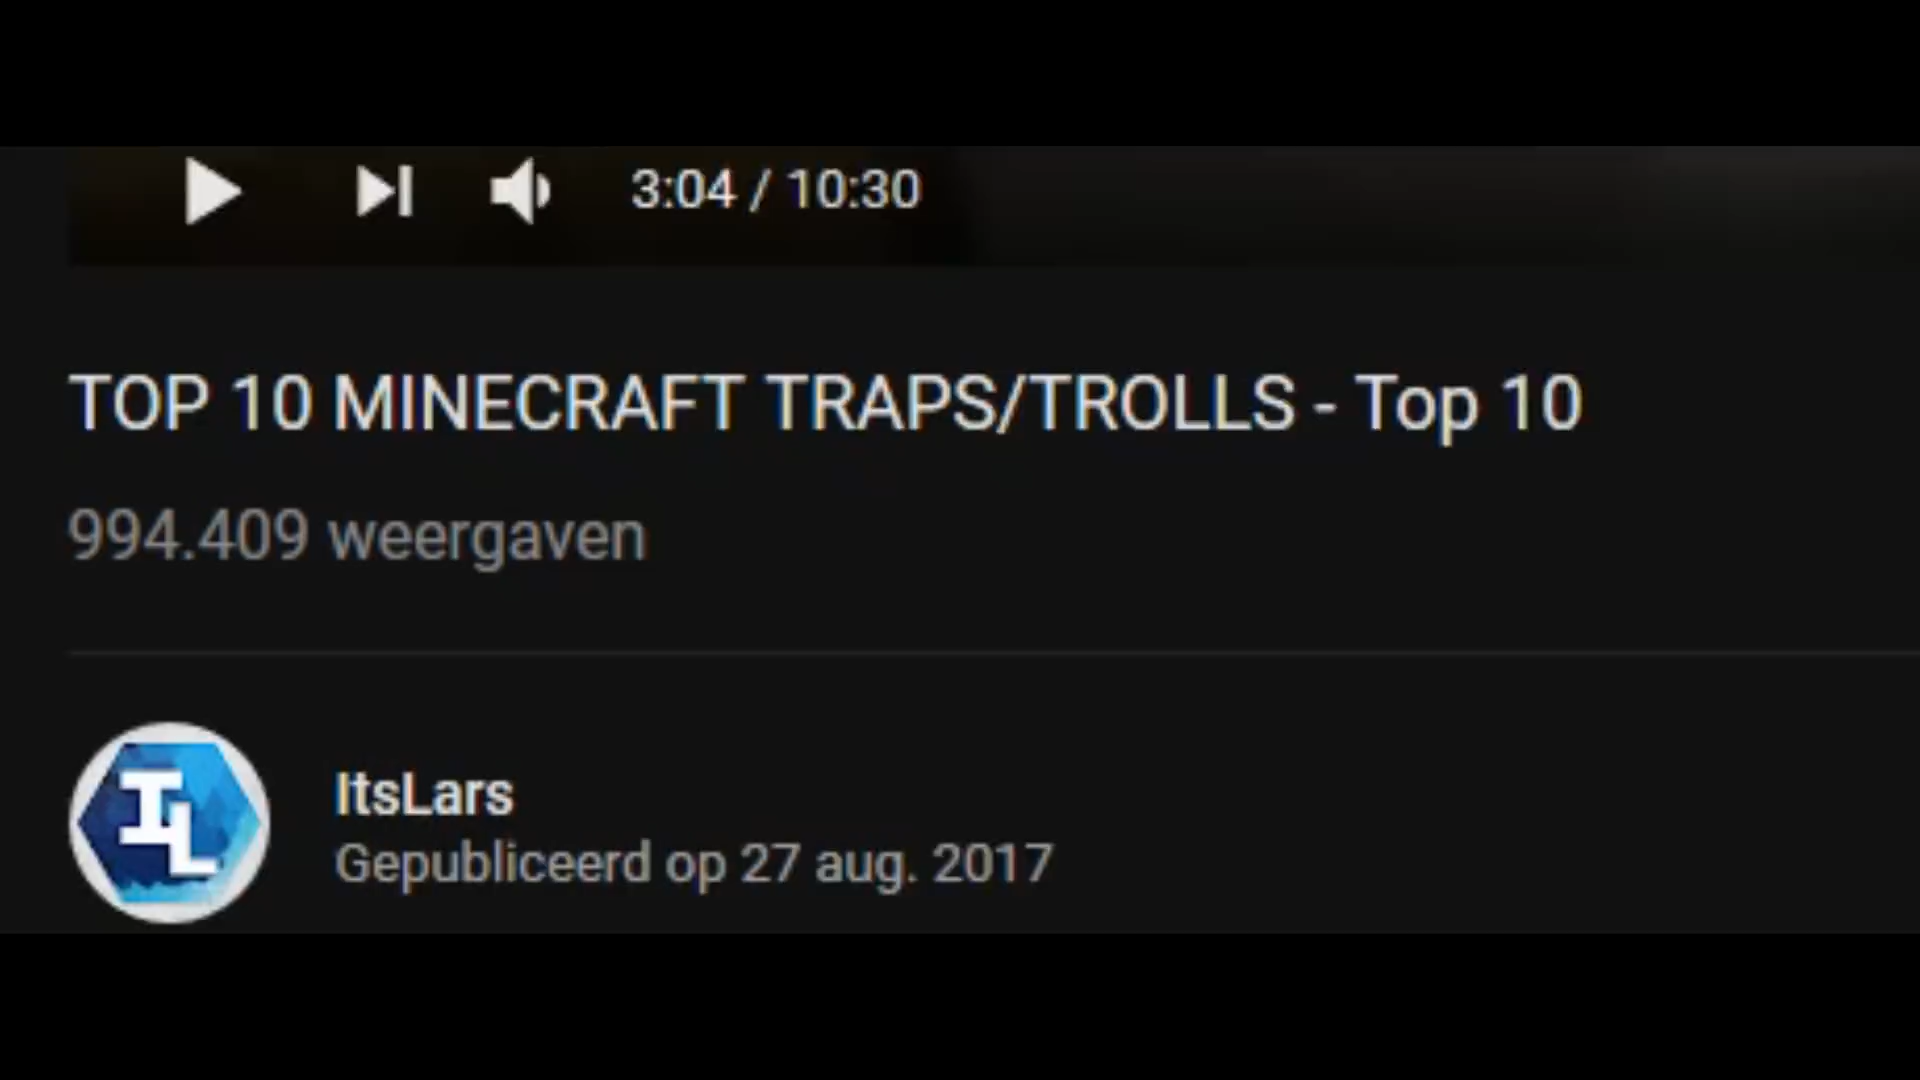 3:04 / 10:30
TOP 10 MINECRAFT TRAPS/TROLLS - Top 10
994.409 weergaven
IL
ItsLars
Gepubliceerd op 27 aug. 2017